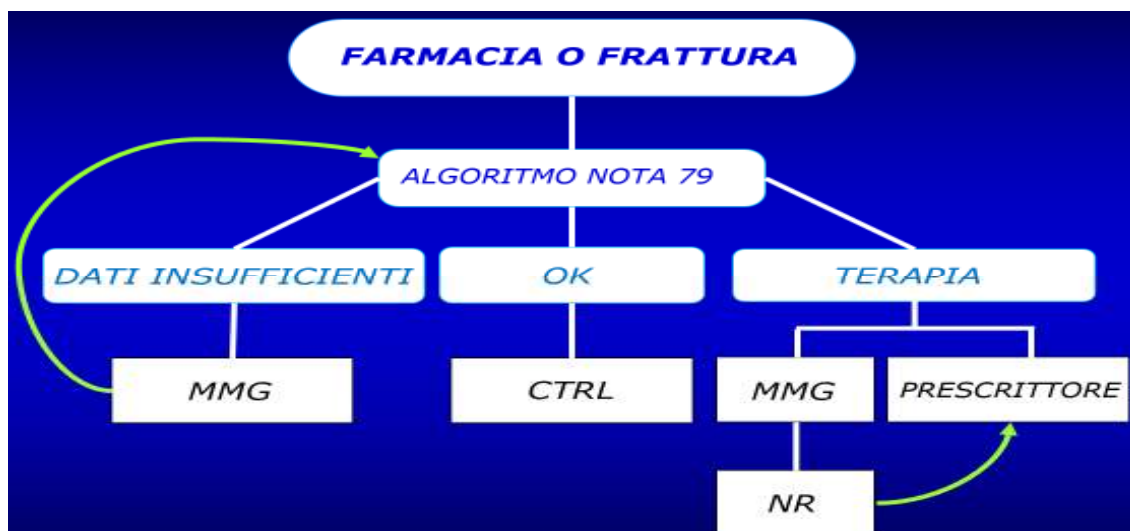 FARMACIA O FRATTURA
ALGORITMO NOTA 79
DATI INSUFFICIENTI
OK
TERAPIA
MMG
CTRL
MMG
PRESCRITTORE
NR